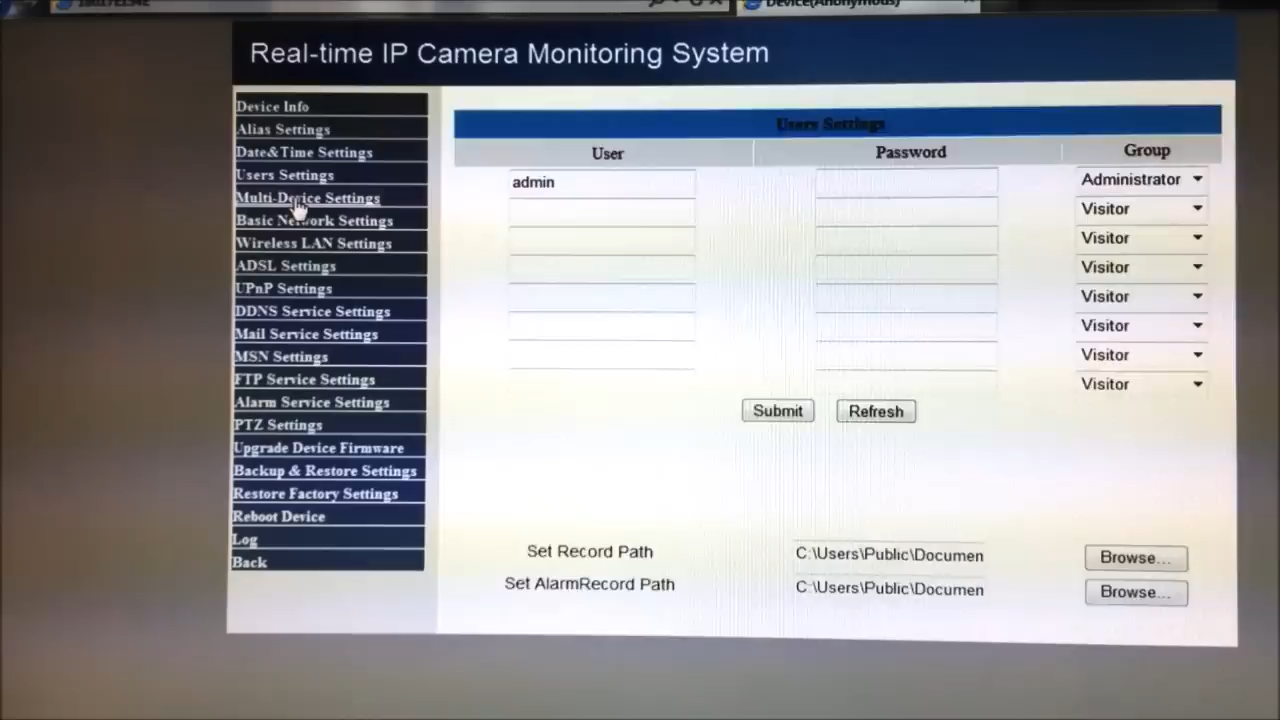 Device(Anonymous)
Real-time IP Camera Monitoring System
Device Info
Alias Settings
Date&Time Settings
Users Settings
Multi-Device Settings
Basic Network Settings
Wireless LAN Settings
ADSL Settings
UPnP Settings
DDNS Service Settings
Mail Service Settings
MSN Settings
FTP Service Settings
Alarm Service Settings
PTZ Settings
Upgrade Device Firmware
Backup & Restore Settings
Restore Factory Settings
Reboot Device
Log
Back
Users Settings
User Password Group
admin Administrator
Visitor
Visitor
Visitor
Visitor
Visitor
Visitor
Visitor
Submit Refresh
Set Record Path C:\Users\Public\Documen Browse...
Set AlarmRecord Path C:\Users\Public\Documen Browse...